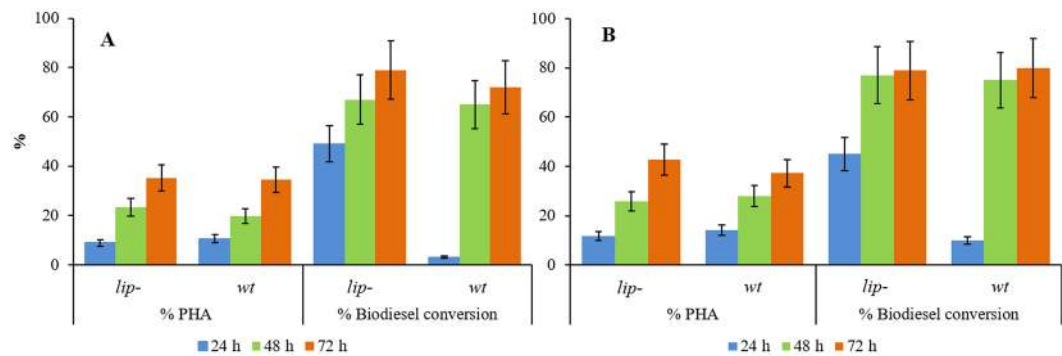 A
%
100
80
60
40
20
0
lip-
wt
lip-
wt
% PHA
% Biodiesel conversion
24 h 48 h 72 h
B
100
80
60
40
20
0
lip-
wt
lip-
wt
% PHA
% Biodiesel conversion
24 h 48 h 72 h